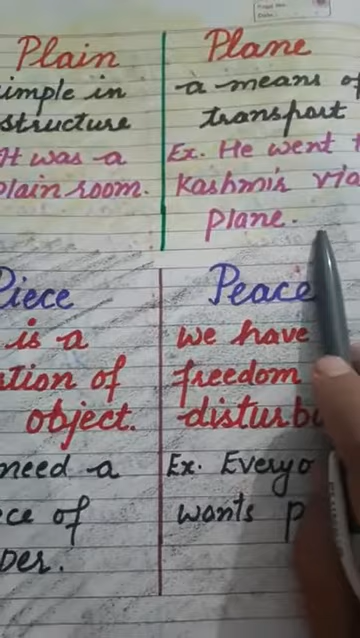 Plain
imple in
structure
It was a
plain room.
Plane
a means of
transport
Ex. He went
Kashmir via
plane.
Piece
is a
ation of
object.
need a
ce of
per.
Peace
we have
freedom
disturb
Ex. Everyo
wants p